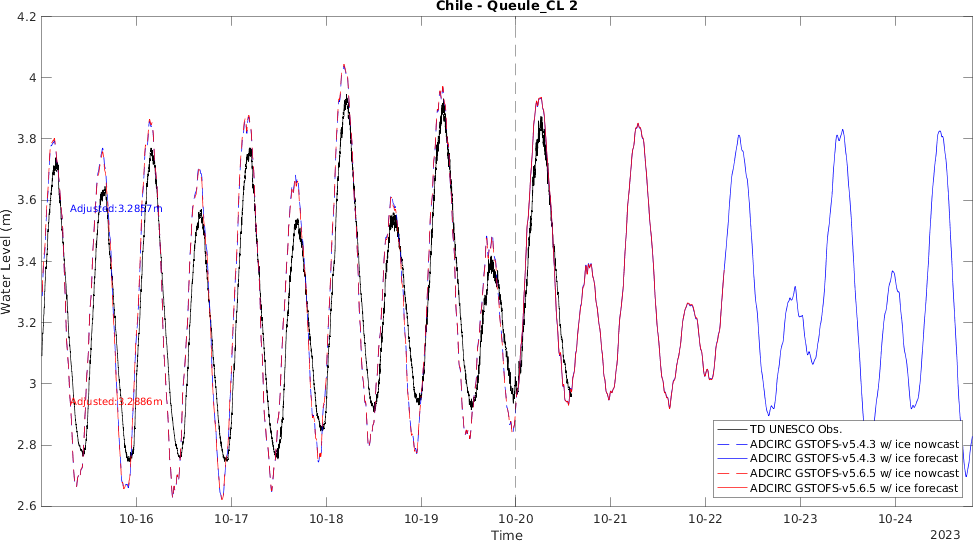 Chile - Queule_CL 2
4.2
4
3.8
3.6
3.4
3.2
3
2.8
2.6
Water Level (m)
Adjusted:3.2857m
Adjusted:3.2886m
TD UNESCO Obs.
ADCIRC GSTOFS-v5.4.3 w/ ice nowcast
ADCIRC GSTOFS-v5.4.3 w/ ice forecast
ADCIRC GSTOFS-v5.6.5 w/ ice nowcast
ADCIRC GSTOFS-v5.6.5 w/ ice forecast
10-16 10-17 10-18 10-19 10-20 10-21 10-22 10-23 10-24
Time
2023